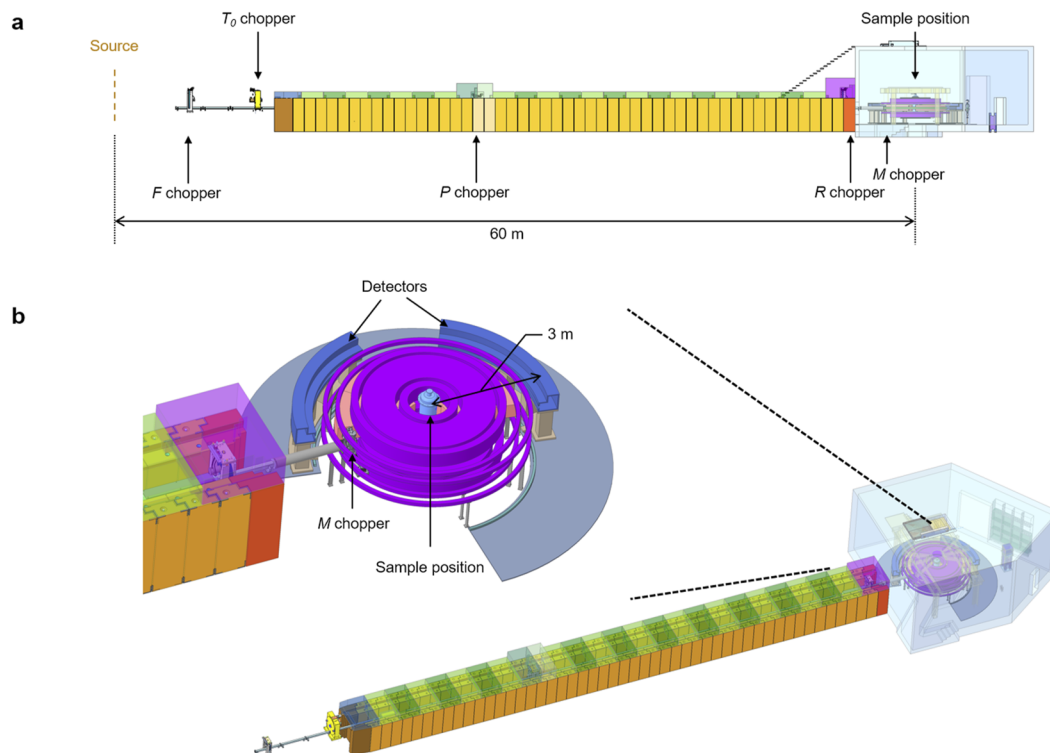 a
T₀ chopper
Sample position
Source
F chopper
P chopper
R chopper
M chopper
60 m
b
Detectors
3 m
M chopper
Sample position